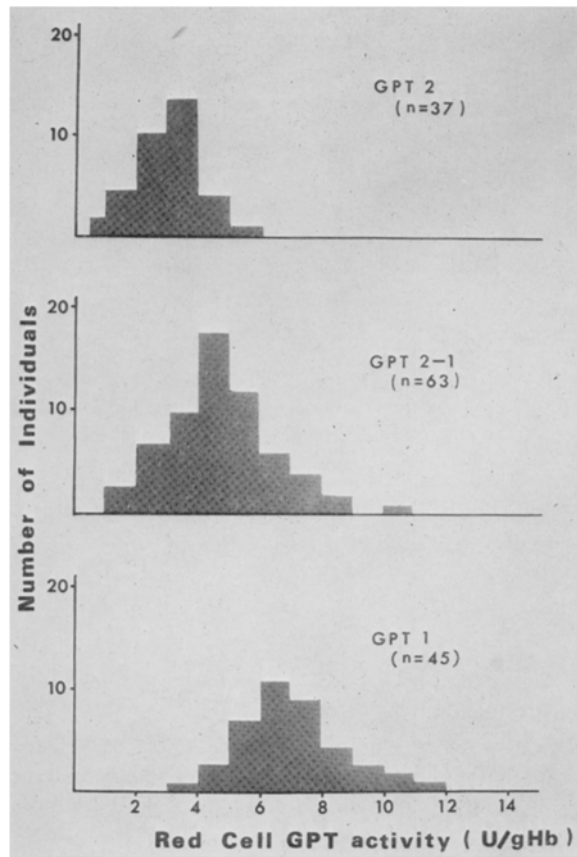 20
10
GPT 2
(n=37)
20
10
GPT 2-1
(n=63)
20
10
GPT 1
(n=45)
2 4 6 8 10 12 14
Number of Individuals
Red Cell GPT activity ( U/gHb )